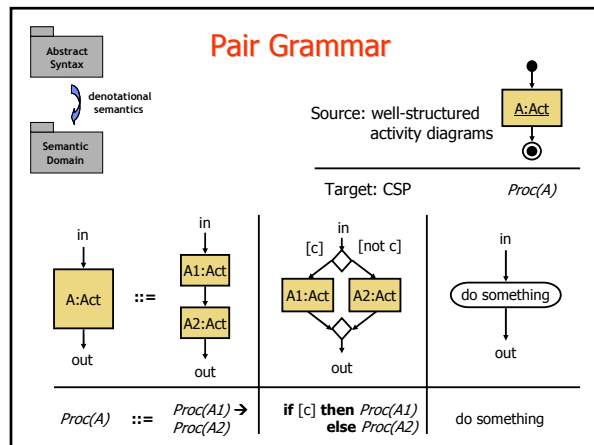 Pair Grammar
Abstract
Syntax
denotational
semantics
Semantic
Domain
Source: well-structured
activity diagrams
A:Act
Target: CSP
Proc(A)
in
A:Act
out
::=
in
A1:Act
A2:Act
out
in
[c]
[not c]
A1:Act
A2:Act
out
in
do something
out
Proc(A) ::= Proc(A1) →
Proc(A2)
if [c] then Proc(A1)
else Proc(A2)
do something